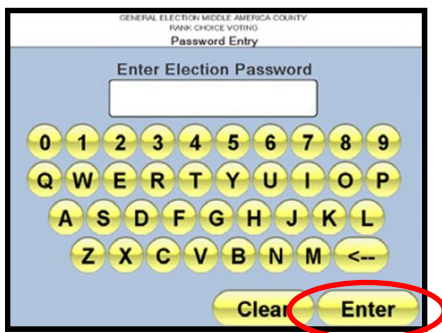 GENERAL ELECTION MIDDLE AMERICA COUNTY
RANK CHOICE VOTING
Password Entry
Enter Election Password
0 1 2 3 4 5 6 7 8 9
Q W E R T Y U I O P
A S D F G H J K L
Z X C V B N M <--
Clear Enter